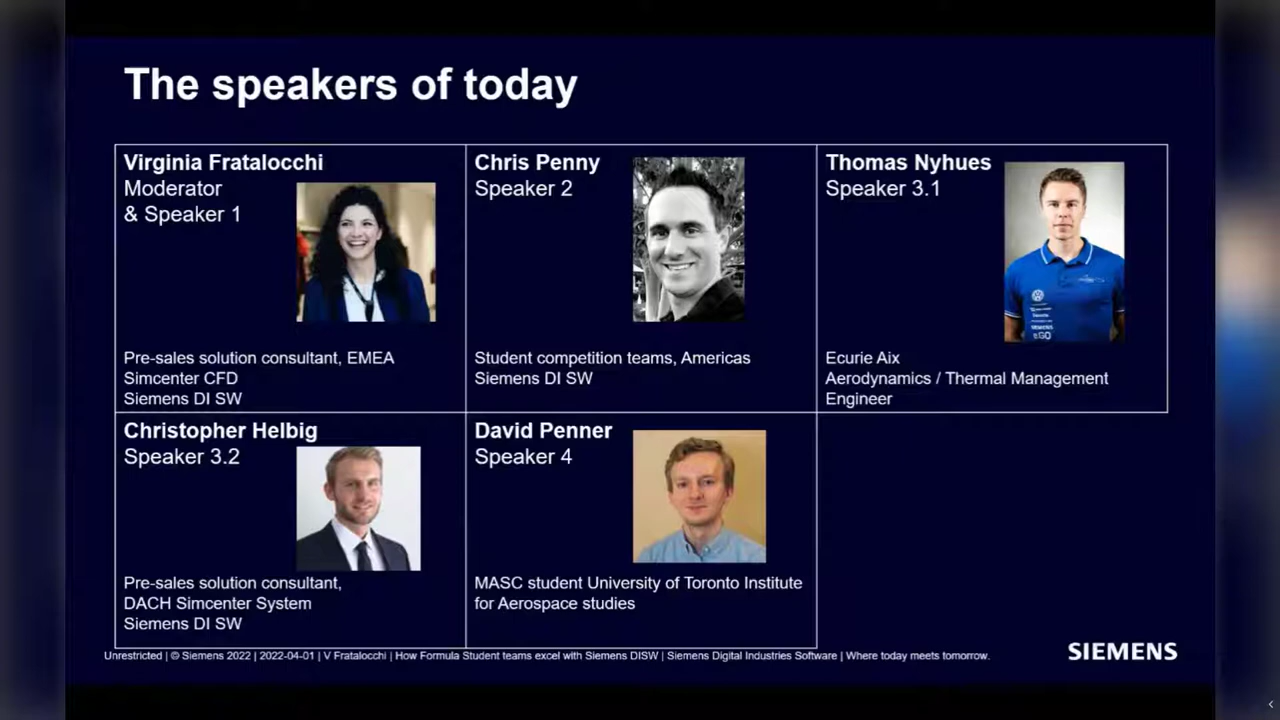 The speakers of today
Virginia Fratalocchi
Moderator
& Speaker 1
Pre-sales solution consultant, EMEA
Simcenter CFD
Siemens DI SW
Chris Penny
Speaker 2
Student competition teams, Americas
Siemens DI SW
Thomas Nyhues
Speaker 3.1
SIEMENS
e.GO
Ecurie Aix
Aerodynamics / Thermal Management
Engineer
Christopher Helbig
Speaker 3.2
Pre-sales solution consultant,
DACH Simcenter System
Siemens DI SW
David Penner
Speaker 4
MASC student University of Toronto Institute
for Aerospace studies
Unrestricted | © Siemens 2022 | 2022-04-01 | V Fratalocchi | How Formula Student teams excel with Siemens DISW | Siemens Digital Industries Software | Where today meets tomorrow.
SIEMENS